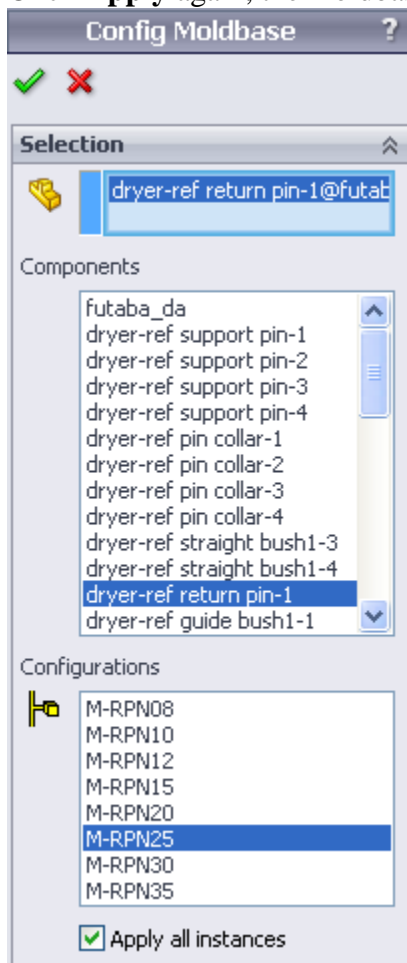 Config Moldbase ?
Selection
dryer-ref return pin-1@futab
Components
futaba_da
dryer-ref support pin-1
dryer-ref support pin-2
dryer-ref support pin-3
dryer-ref support pin-4
dryer-ref pin collar-1
dryer-ref pin collar-2
dryer-ref pin collar-3
dryer-ref pin collar-4
dryer-ref straight bush1-3
dryer-ref straight bush1-4
dryer-ref return pin-1
dryer-ref guide bush1-1
Configurations
M-RPN08
M-RPN10
M-RPN12
M-RPN15
M-RPN20
M-RPN25
M-RPN30
M-RPN35
Apply all instances